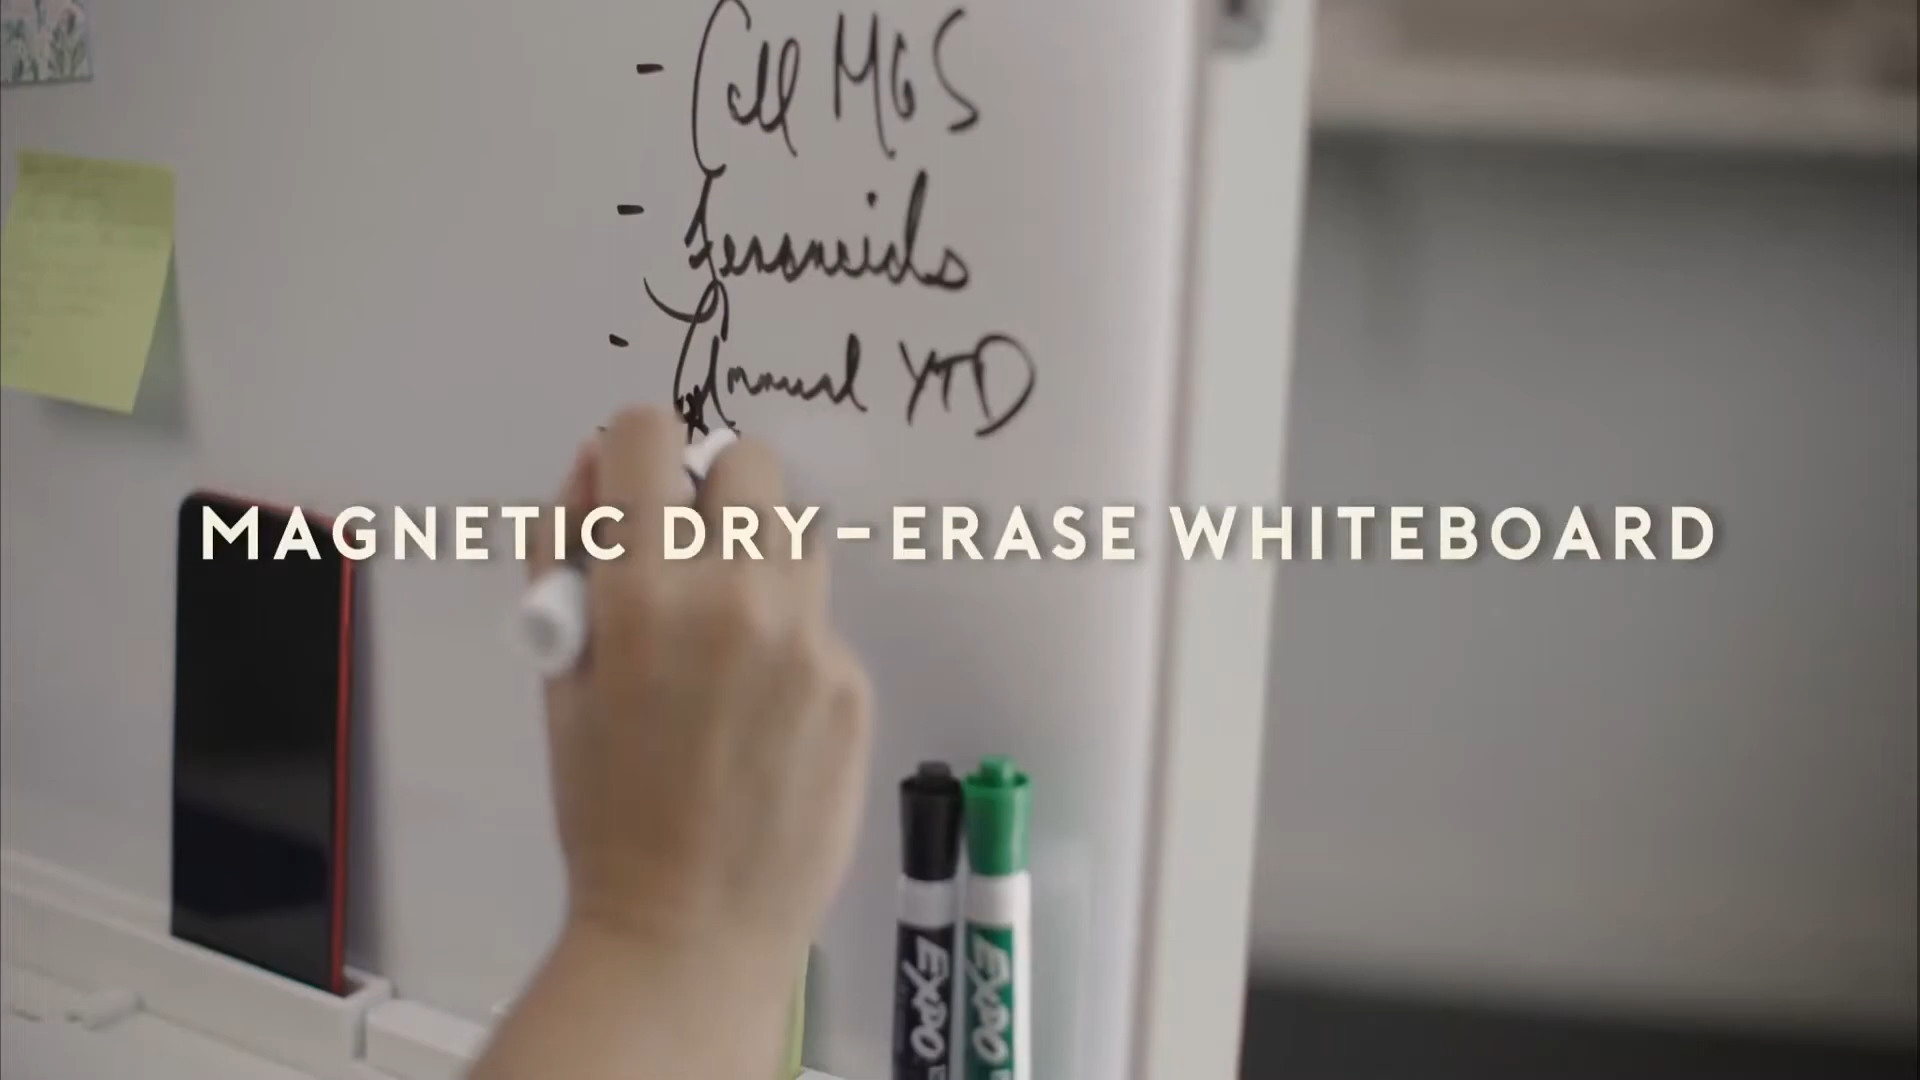 - Call MGS
- Financials
- Annual YTD
MAGNETIC DRY-ERASE WHITEBOARD
EXPO
EXPO